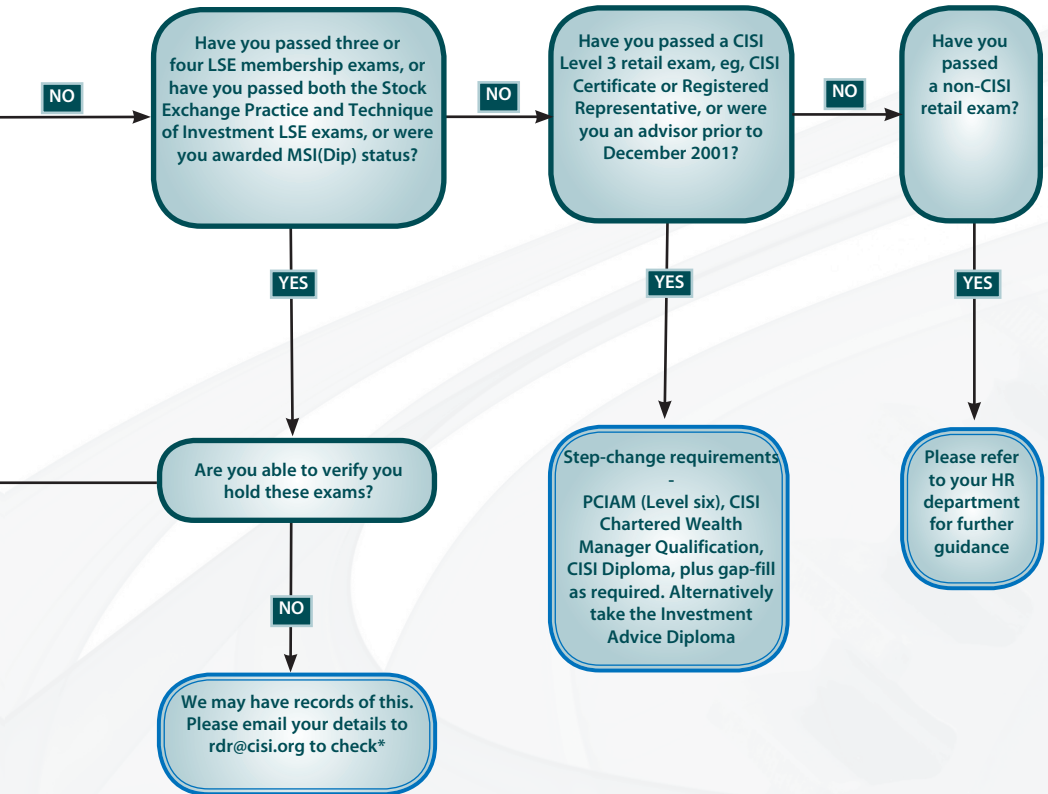 NO
Have you passed three or
four LSE membership exams, or
have you passed both the Stock
Exchange Practice and Technique
of Investment LSE exams, or were
you awarded MSI(Dip) status?
NO
Have you passed a CISI
Level 3 retail exam, eg, CISI
Certificate or Registered
Representative, or were
you an advisor prior to
December 2001?
NO
Have you
passed
a non-CISI
retail exam?
YES
YES
YES
Are you able to verify you
hold these exams?
Step-change requirements
-
PCIAM (Level six), CISI
Chartered Wealth
Manager Qualification,
CISI Diploma, plus gap-fill
as required. Alternatively
take the Investment
Advice Diploma
Please refer
to your HR
department
for further
guidance
NO
We may have records of this.
Please email your details to
rdr@cisi.org to check*